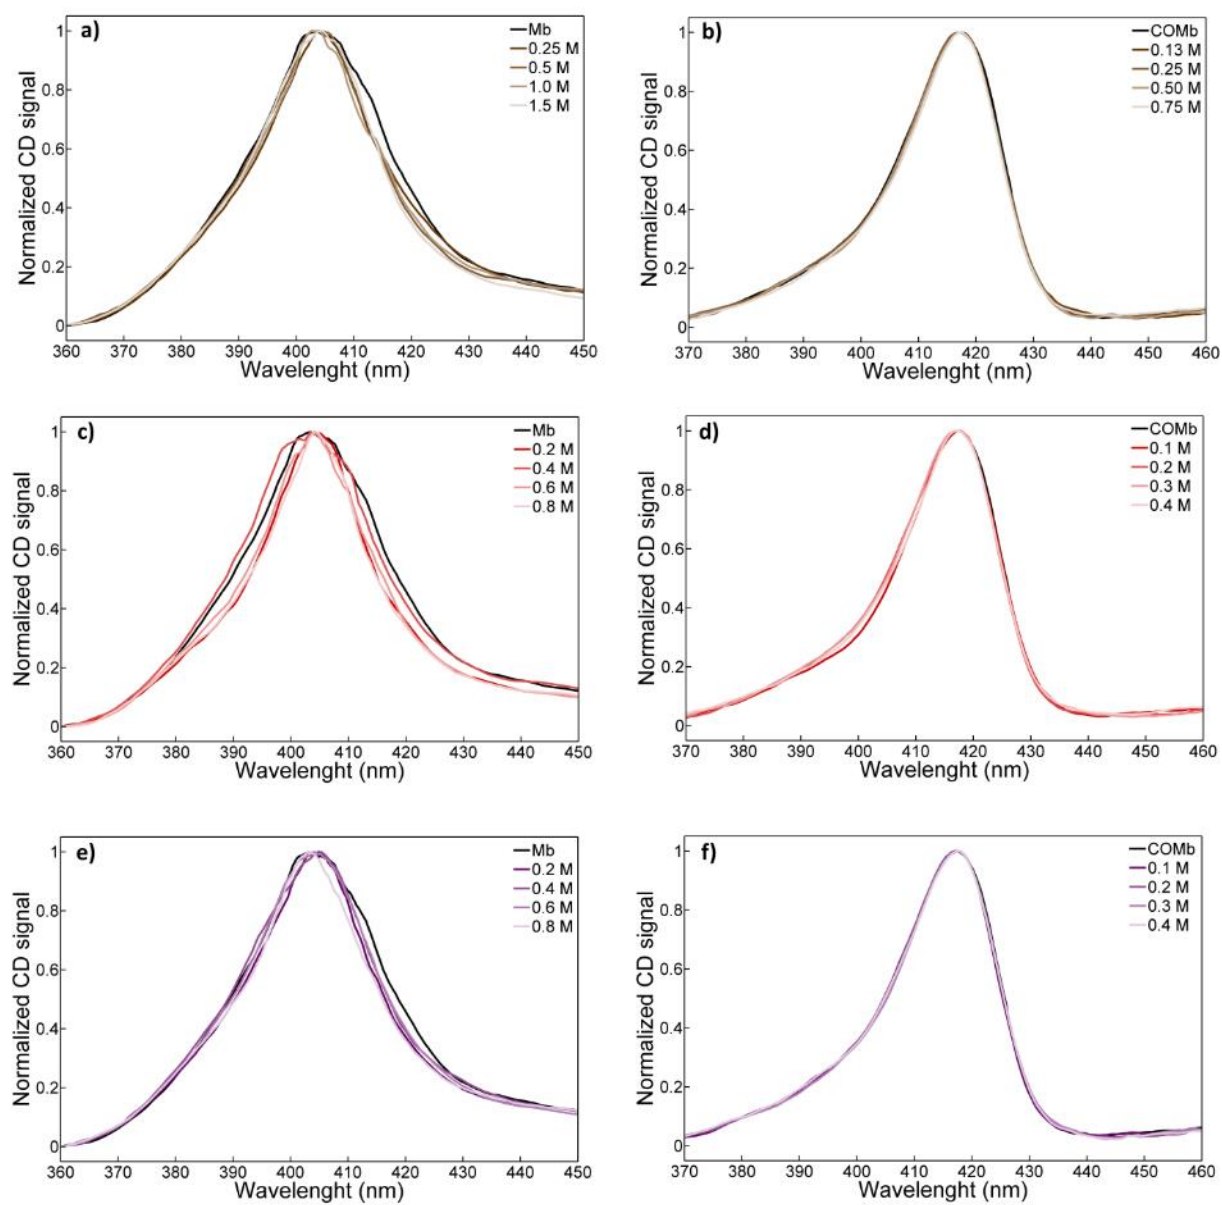 a)
Mb
0.25 M
0.5 M
1.0 M
1.5 M
Normalized CD signal
1
0.8
0.6
0.4
0.2
0
360 370 380 390 400 410 420 430 440 450
Wavelenght (nm)
b)
COMb
0.13 M
0.25 M
0.50 M
0.75 M
Normalized CD signal
1
0.8
0.6
0.4
0.2
0
370 380 390 400 410 420 430 440 450 460
Wavelenght (nm)
c)
Mb
0.2 M
0.4 M
0.6 M
0.8 M
Normalized CD signal
1
0.8
0.6
0.4
0.2
0
360 370 380 390 400 410 420 430 440 450
Wavelenght (nm)
d)
COMb
0.1 M
0.2 M
0.3 M
0.4 M
Normalized CD signal
1
0.8
0.6
0.4
0.2
0
370 380 390 400 410 420 430 440 450 460
Wavelenght (nm)
e)
Mb
0.2 M
0.4 M
0.6 M
0.8 M
Normalized CD signal
1
0.8
0.6
0.4
0.2
0
360 370 380 390 400 410 420 430 440 450
Wavelenght (nm)
f)
COMb
0.1 M
0.2 M
0.3 M
0.4 M
Normalized CD signal
1
0.8
0.6
0.4
0.2
0
370 380 390 400 410 420 430 440 450 460
Wavelenght (nm)